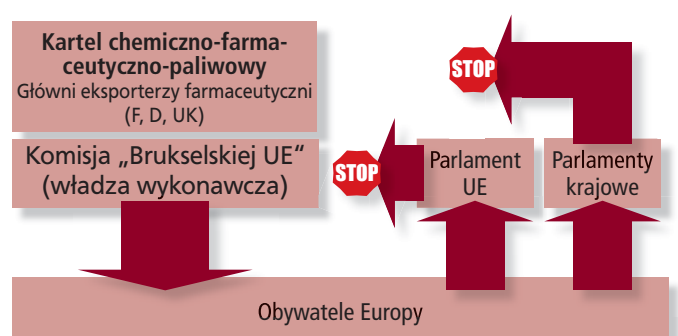 Kartel chemiczno-farma-
ceutyczno-paliwowy
Główni eksporterzy farmaceutyczni
(F, D, UK)
Komisja „Brukselskiej UE“
(władza wykonawcza)
STOP
STOP
Parlament
UE
Parlamenty
krajowe
Obywatele Europy